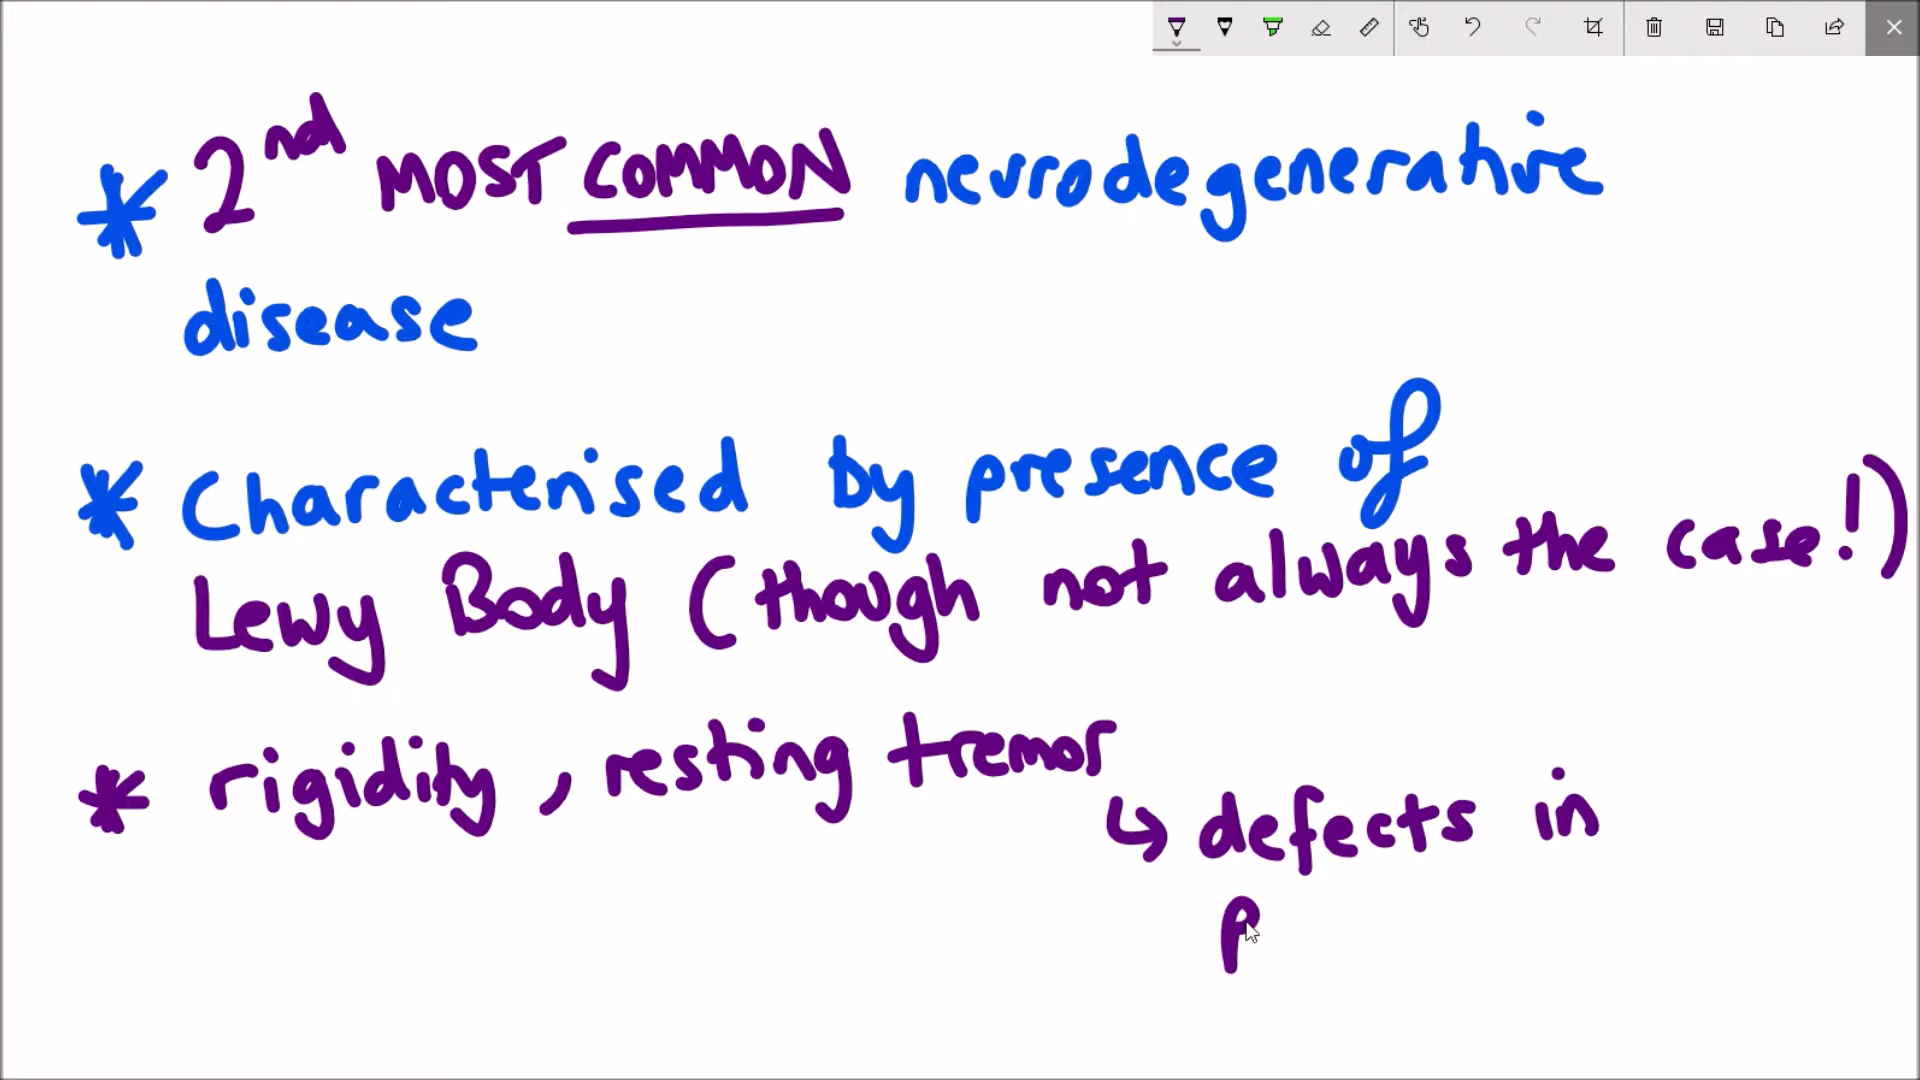 * 2nd MOST COMMON neurodegenerative
disease
* Characterised by presence of
Lewy Body (though not always the case!)
* rigidity, resting tremor
↳ defects in
p